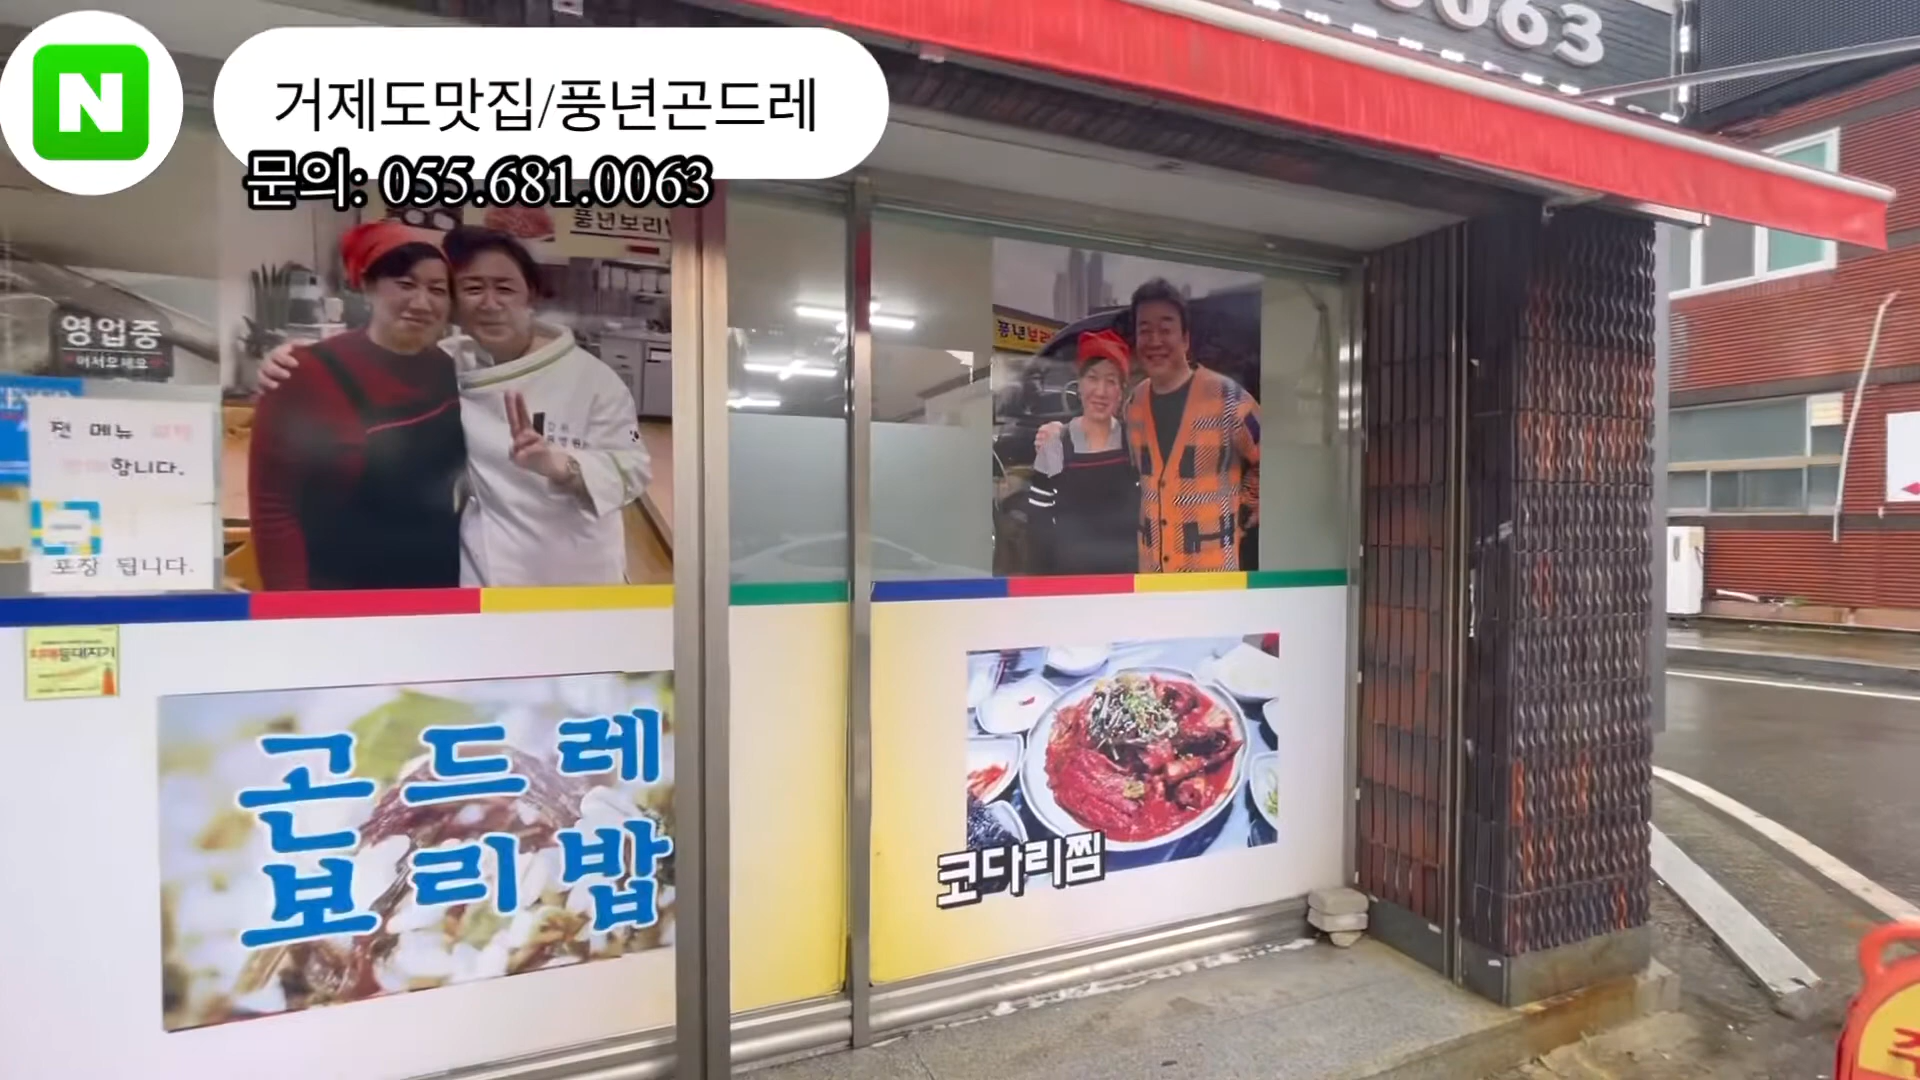 N
거제도맛집/풍년곤드레
문의: 055.681.0063
0063
풍년보리밥
영업중
어서오세요
풍년보리
전 메뉴
합니다.
포장 됩니다.
곤드레
보리밥
코다리찜